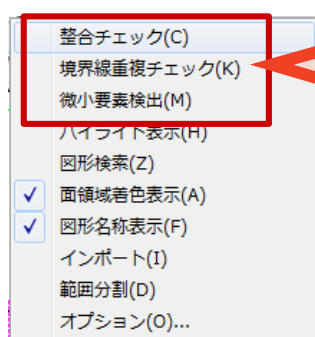 整合チェック(C)
境界線重複チェック(K)
微小要素検出(M)
ハイライト表示(H)
図形検索(Z)
面領域着色表示(A)
図形名称表示(F)
インポート(I)
範囲分割(D)
オプション(O)...